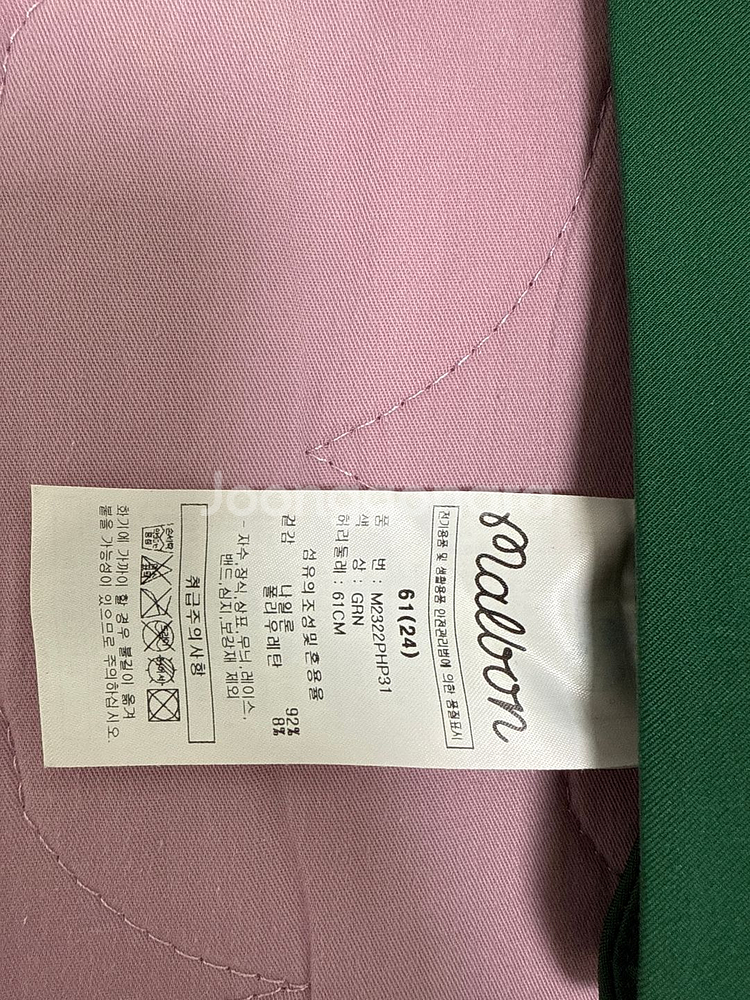 Malbon
전기용품 및 생활용품 안전관리법에 의한 품질표시
61(24)
품 번 : M2322PHP31
색 상 : GRN
허리둘레 : 61CM
섬유의조성및혼용율
겉감 나일론 92%
폴리우레탄 8%
- 자수,장식,상표,무늬,레이스,
밴드,심지,보강재 제외
취급주의사항
화기에 가까이 할 경우 불길이 옮겨
붙을 가능성이 있으므로 주의하십시오.
Joonggonara